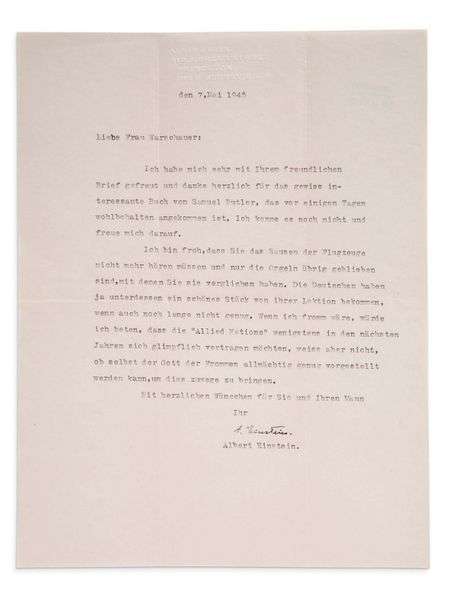 den 7.Mai 1945
Liebe Frau Warschauer:
Ich habe mich sehr mit Ihrem freundlichen
Brief gefreut und danke herzlich für das gewiss in-
teressante Buch von Samuel Butler, das vor einigen Tagen
wohlbehalten angekommen ist. Ich kenne es noch nicht und
freue mich darauf.
Ich bin froh,dass Sie das Sausen der Flugzeuge
nicht mehr hören müssen und nur die Orgeln übrig geblieben
sind,mit denen Sie sie verglichen haben. Die Deutschen haben
ja unterdessen ein schönes Stück von ihrer Lektion bekommen,
wenn auch noch lange nicht genug. Wenn ich fromm wäre, würde
ich beten, dass die "Allied Nations" wenigstens in den nächsten
Jahren sich glimpflich vertragen möchten, weiss aber nicht,
ob selbst der Gott der Frommen allmächtig genug vorgestellt
werden kann,um dies zuwege zu bringen.
Mit herzlichen Wünschen für Sie und Ihren Mann
Ihr
A. Einstein.
Albert Einstein.